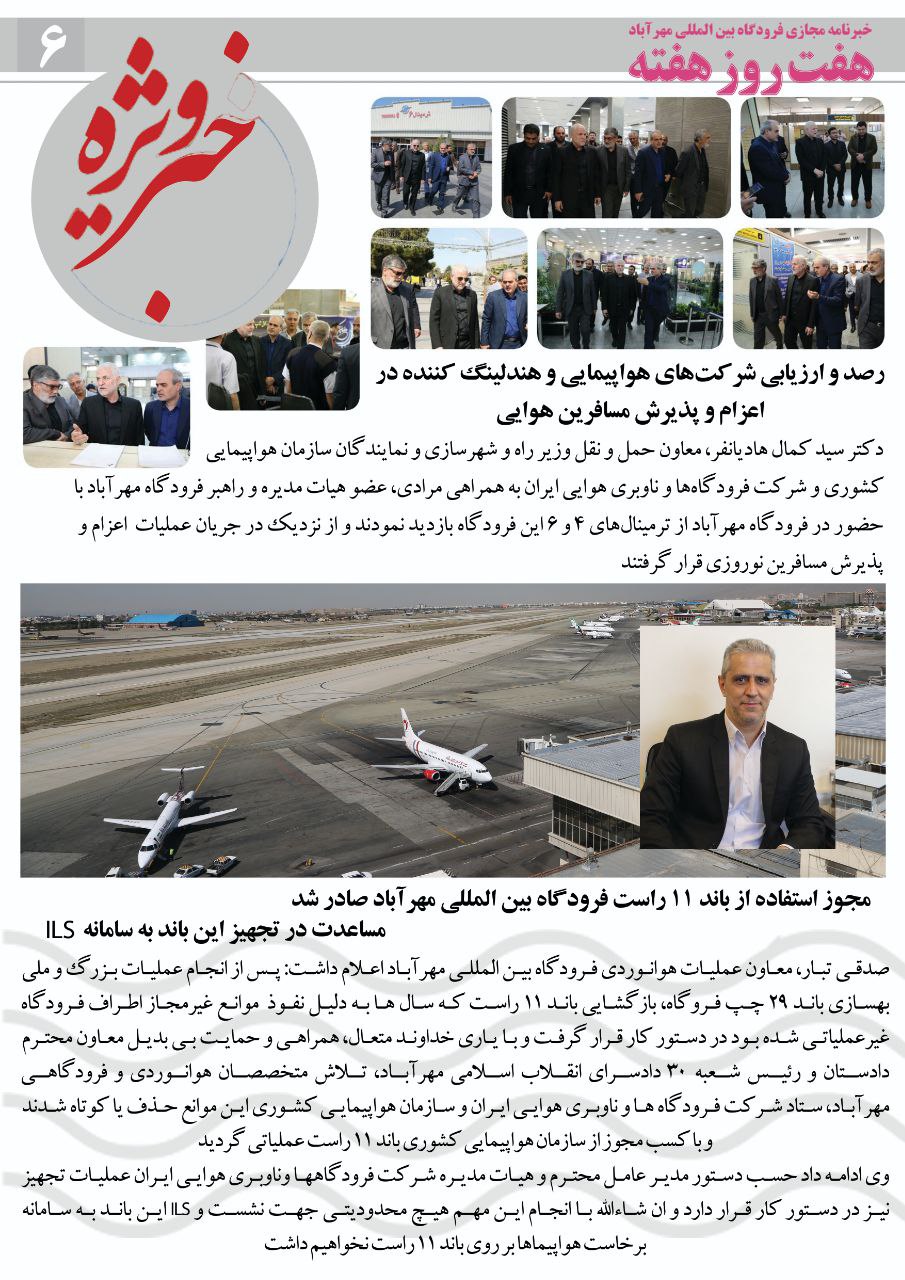 خبرنامه مجازی فرودگاه بین المللی مهرآباد
هفت روز هفته
۶
خبر ویژه
ترمینال ۶
رصد و ارزیابی شرکت‌های هواپیمایی و هندلینگ کننده در
اعزام و پذیرش مسافرین هوایی
دکتر سید کمال هادیانفر، معاون حمل و نقل وزیر راه و شهرسازی و نمایندگان سازمان هواپیمایی
کشوری و شرکت فرودگاه‌ها و ناوبری هوایی ایران به همراهی مرادی، عضو هیات مدیره و راهبر فرودگاه مهرآباد با
حضور در فرودگاه مهرآباد از ترمینال‌های ۴ و ۶ این فرودگاه بازدید نمودند و از نزدیک در جریان عملیات اعزام و
پذیرش مسافرین نوروزی قرار گرفتند
مجوز استفاده از باند ۱۱ راست فرودگاه بین المللی مهرآباد صادر شد
مساعدت در تجهیز این باند به سامانه ILS
صدقی تبار، معاون عملیات هوانوردی فرودگاه بین المللی مهرآباد اعلام داشت: پس از انجام عملیات بزرگ و ملی
بهسازی باند ۲۹ چپ فروگاه، بازگشایی باند ۱۱ راست که سال ها به دلیل نفوذ موانع غیرمجاز اطراف فرودگاه
غیرعملیاتی شده بود در دستور کار قرار گرفت و با یاری خداوند متعال، همراهی و حمایت بی بدیل معاون محترم
دادستان و رئیس شعبه ۳۰ دادسرای انقلاب اسلامی مهرآباد، تلاش متخصصان هوانوردی و فرودگاهی
مهرآباد، ستاد شرکت فرودگاه ها و ناوبری هوایی ایران و سازمان هواپیمایی کشوری این موانع حذف یا کوتاه شدند
و با کسب مجوز از سازمان هواپیمایی کشوری باند ۱۱ راست عملیاتی گردید
وی ادامه داد حسب دستور مدیر عامل محترم و هیات مدیره شرکت فرودگاهها وناوبری هوایی ایران عملیات تجهیز
نیز در دستور کار قرار دارد و ان شاءالله با انجام این مهم هیچ محدودیتی جهت نشست و ILS این باند به سامانه
برخاست هواپیماها بر روی باند ۱۱ راست نخواهیم داشت